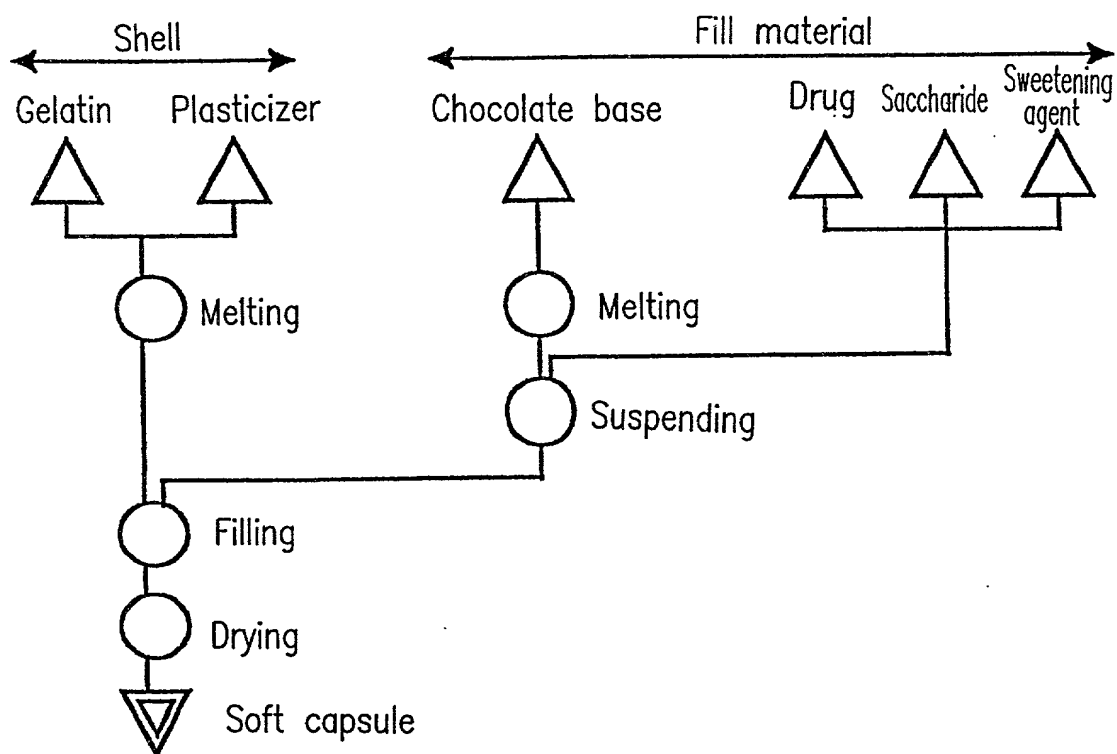 Shell
Fill material
Gelatin
Plasticizer
Chocolate base
Drug
Saccharide
Sweetening
agent
Melting
Melting
Suspending
Filling
Drying
Soft capsule